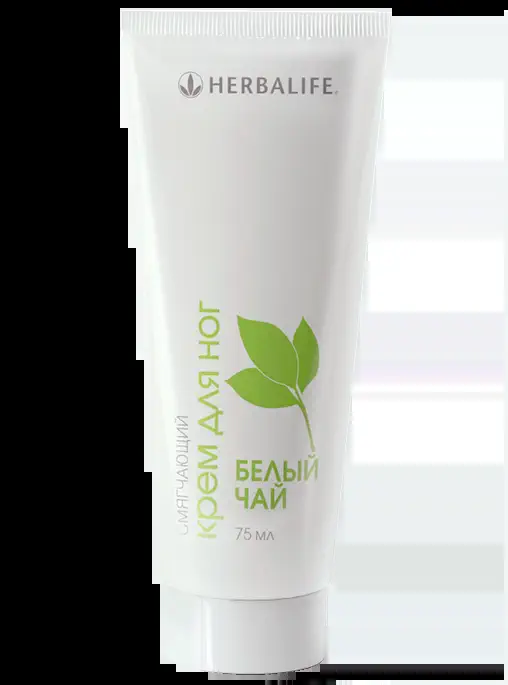 HERBALIFE®
СМЯГЧАЮЩИЙ
крем для ног
БЕЛЫЙ
ЧАЙ
75 мл